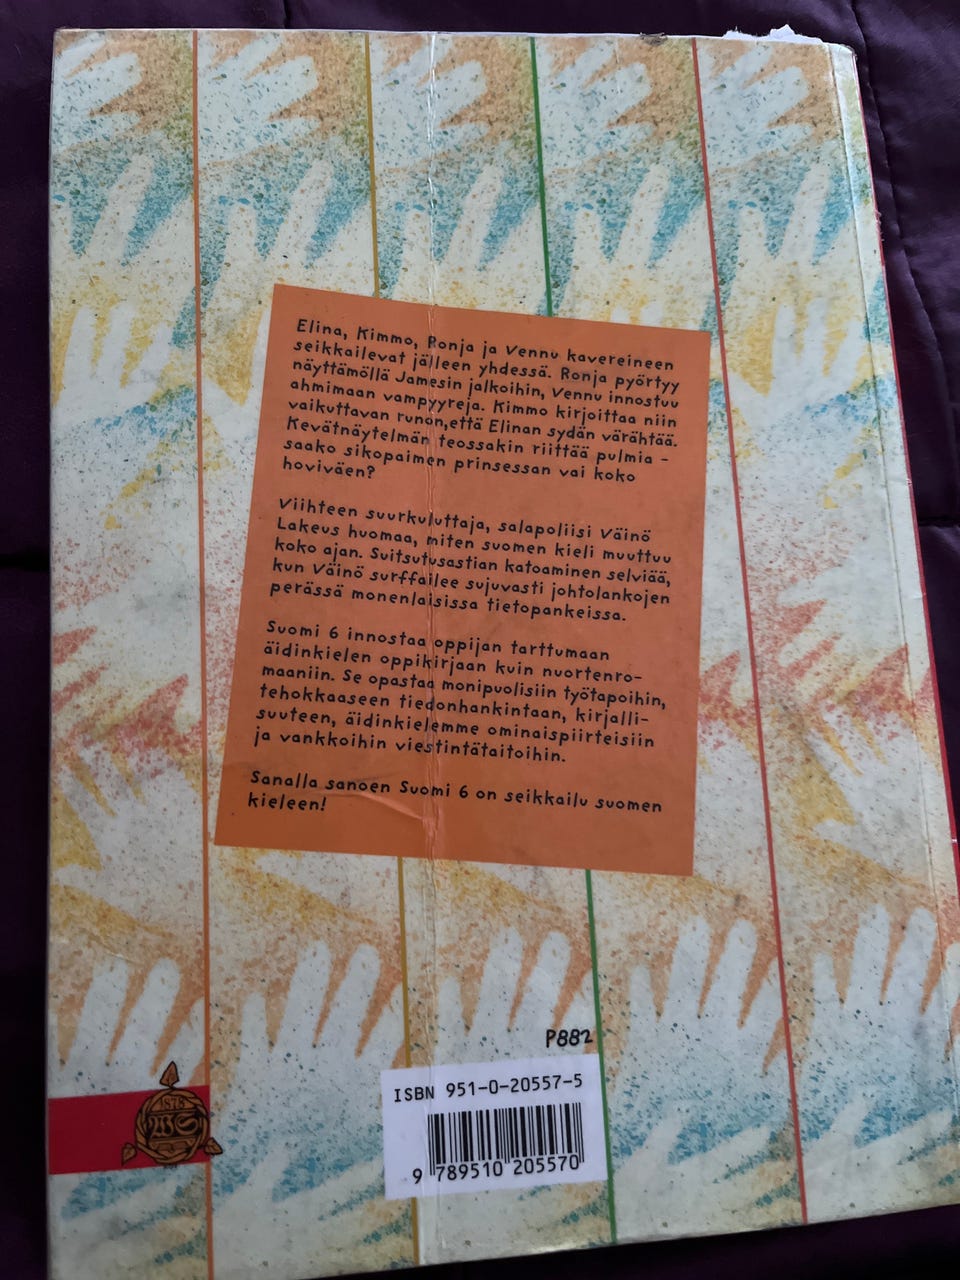 Elina, Kimmo, Ronja ja Vennu kavereineen
seikkailevat jälleen yhdessä. Ronja pyörtyy
näyttämöllä Jamesin jalkoihin, Vennu innostuu
ahmimaan vampyyreja. Kimmo kirjoittaa niin
vaikuttavan runon,että Elinan sydän värähtää.
Kevätnäytelmän teossakin riittää pulmia -
saako sikopaimen prinsessan vai koko
hoviväen?
Viihteen suurkuluttaja, salapoliisi Väinö
Lakeus huomaa, miten suomen kieli muuttuu
koko ajan. Suitsutusastian katoaminen selviää,
kun Väinö surffailee sujuvasti johtolankojen
perässä monenlaisissa tietopankeissa.
Suomi 6 innostaa oppijan tarttumaan
äidinkielen oppikirjaan kuin nuortenro-
maaniin. Se opastaa monipuolisiin työtapoihin,
tehokkaaseen tiedonhankintaan, kirjalli-
suuteen, äidinkielemme ominaispiirteisiin
ja vankkoihin viestintätaitoihin.
Sanalla sanoen Suomi 6 on seikkailu suomen
kieleen!
P882
ISBN 951-0-20557-5
9 789510 205570
1878
WS